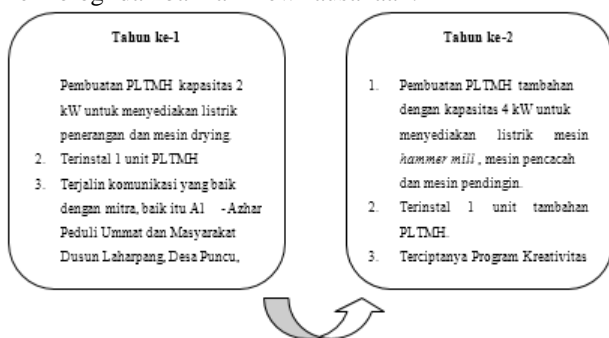 Tahun ke-1
Pembuatan PLTMH kapasitas 2
kW untuk menyediakan listrik
penerangan dan mesin drying.
2. Terinstal 1 unit PLTMH
3. Terjalin komunikasi yang baik
dengan mitra, baik itu Al - Azhar
Peduli Ummat dan Masyarakat
Dusun Laharpang, Desa Puncu,
Tahun ke-2
1. Pembuatan PLTMH tambahan
dengan kapasitas 4 kW untuk
menyediakan listrik mesin
hammer mill , mesin pencacah
dan mesin pendingin.
2. Terinstal 1 unit tambahan
PLTMH.
3. Terciptanya Program Kreativitas